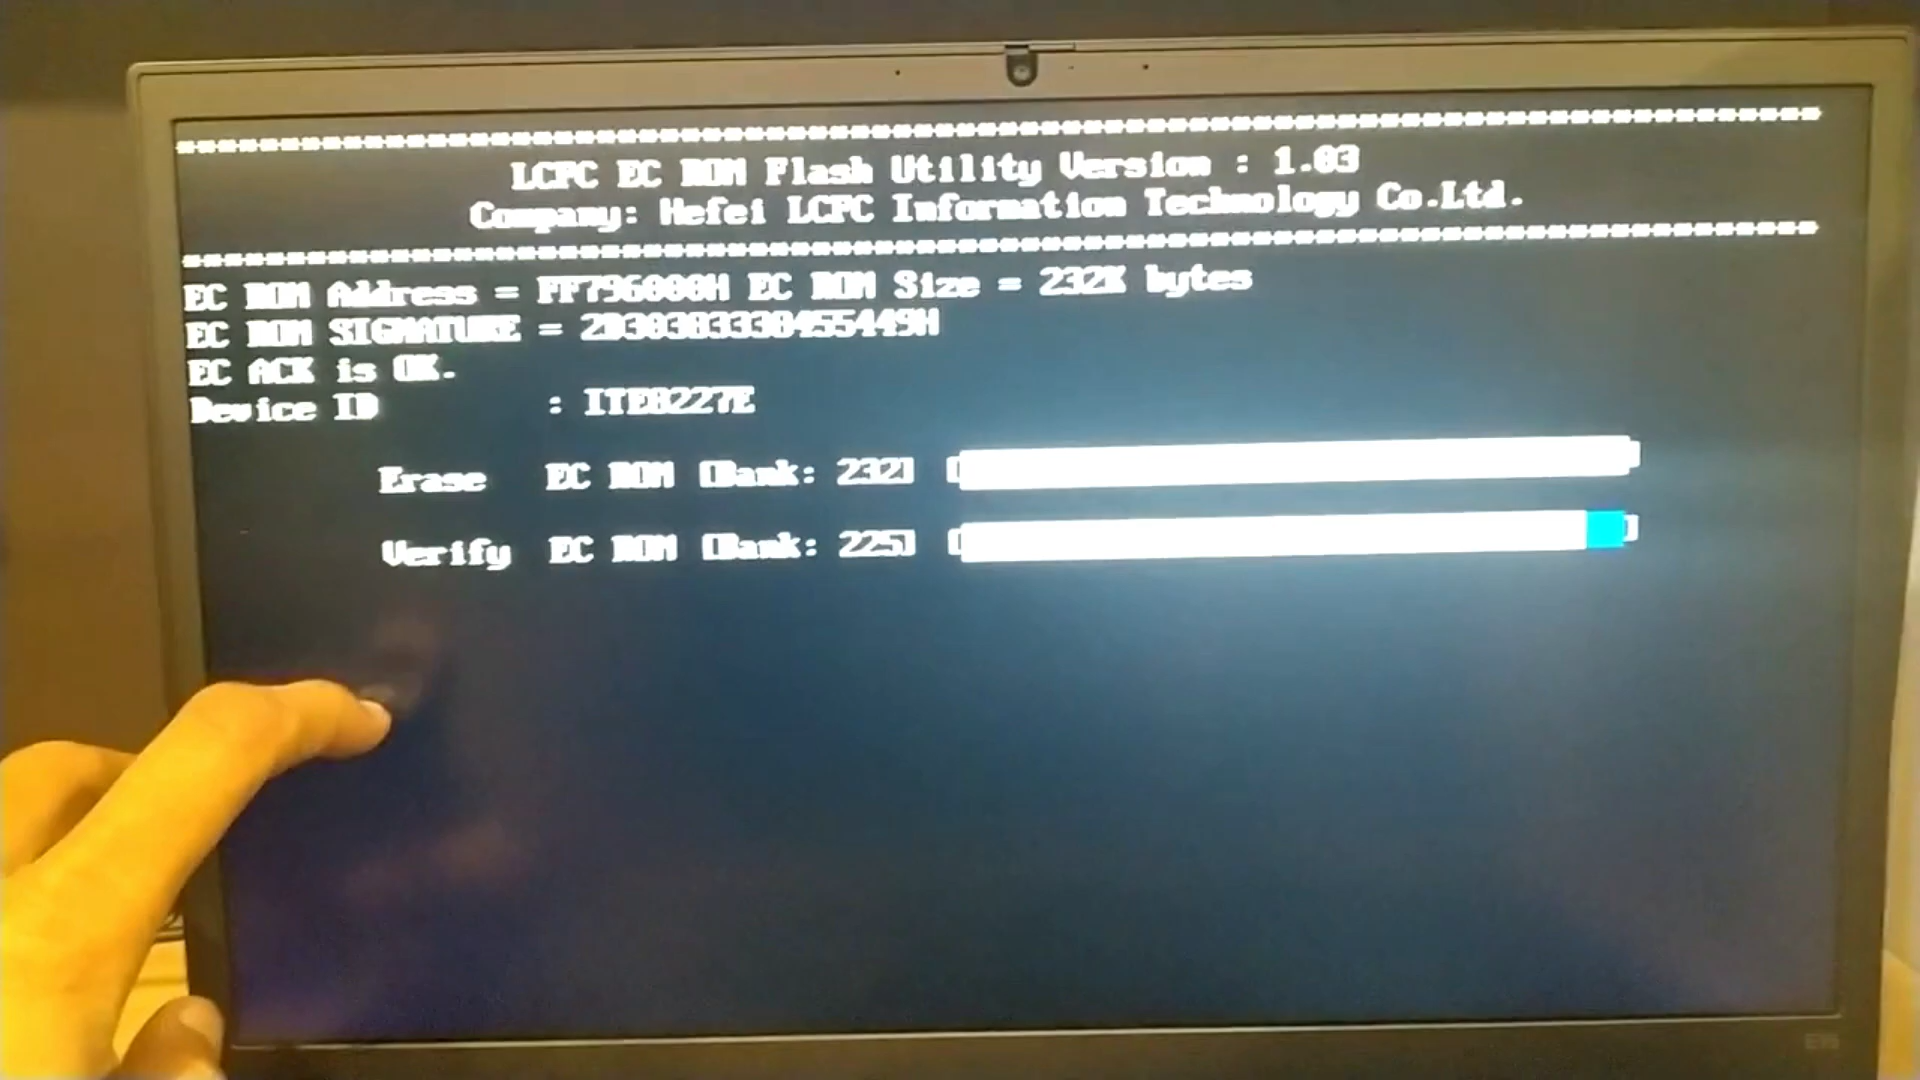 LCFC EC ROM Flash Utility Version : 1.03
Company: Hefei LCFC Information Technology Co.Ltd.
EC ROM Address = FF796000H EC ROM Size = 232K bytes
EC ROM SIGNATURE = 2D30383338455449H
EC ACK is OK.
Device ID : ITE8227E
Erase EC ROM [Bank: 232] [ ]
Verify EC ROM [Bank: 225] [ ]
E15